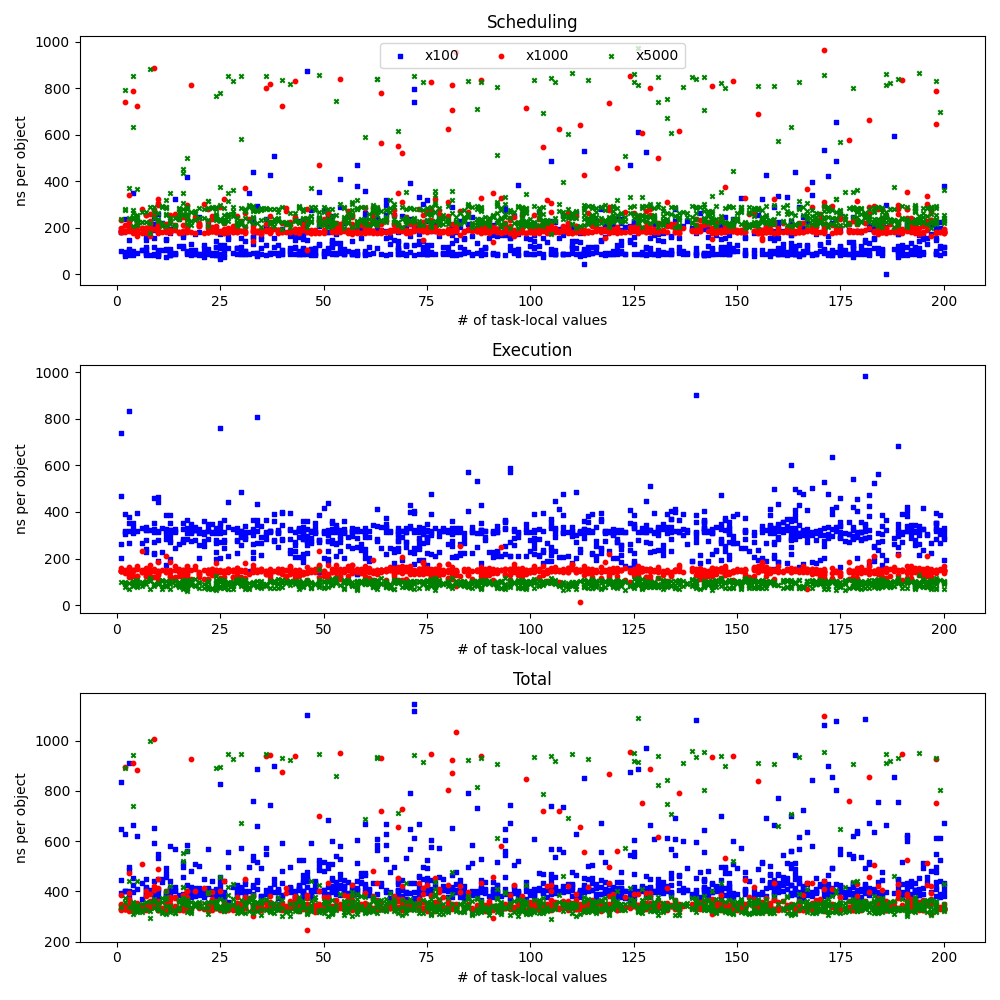 Scheduling
x100 x1000 x5000
1000
800
600
400
200
0
ns per object
0 25 50 75 100 125 150 175 200
# of task-local values
Execution
1000
800
600
400
200
0
ns per object
0 25 50 75 100 125 150 175 200
# of task-local values
Total
1000
800
600
400
200
ns per object
0 25 50 75 100 125 150 175 200
# of task-local values